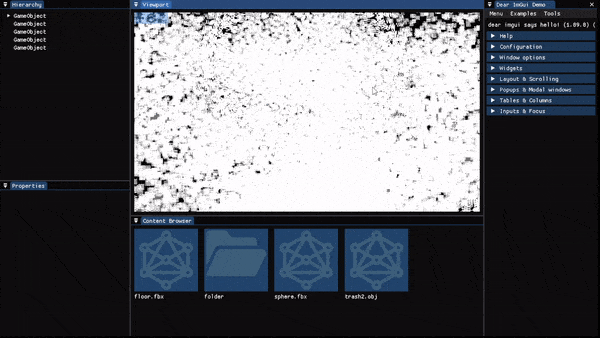 Hierarchy
GameObject
GameObject
GameObject
GameObject
GameObject
Properties
Viewport
Content Browser
floor.fbx
folder
sphere.fbx
trash2.obj
Dear ImGui Demo
Menu Examples Tools
dear imgui says hello! (1.89.8) (
Help
Configuration
Window options
Widgets
Layout & Scrolling
Popups & Modal windows
Tables & Columns
Inputs & Focus